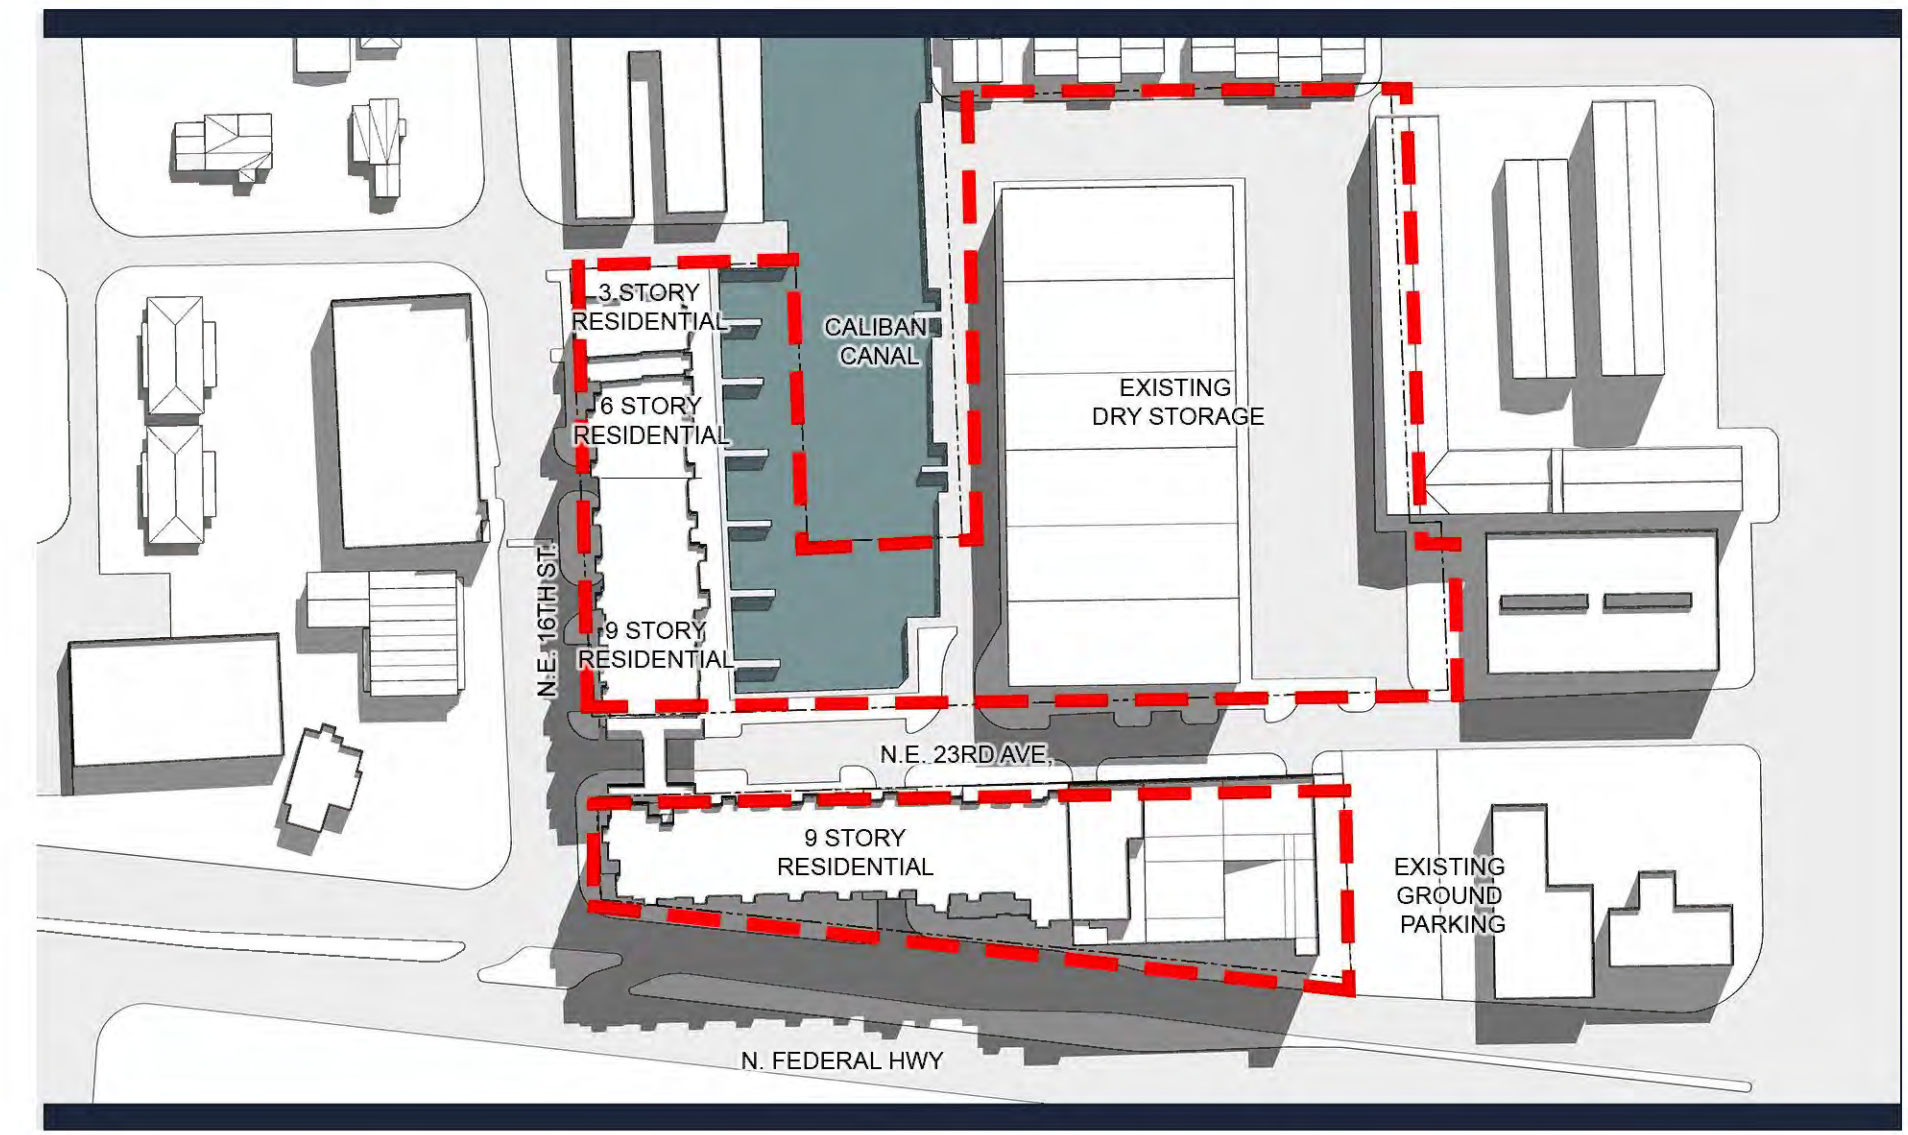 3 STORY
RESIDENTIAL
CALIBAN
CANAL
EXISTING
DRY STORAGE
6 STORY
RESIDENTIAL
N.E. 16TH ST.
9 STORY
RESIDENTIAL
N.E. 23RD AVE,
9 STORY
RESIDENTIAL
EXISTING
GROUND
PARKING
N. FEDERAL HWY